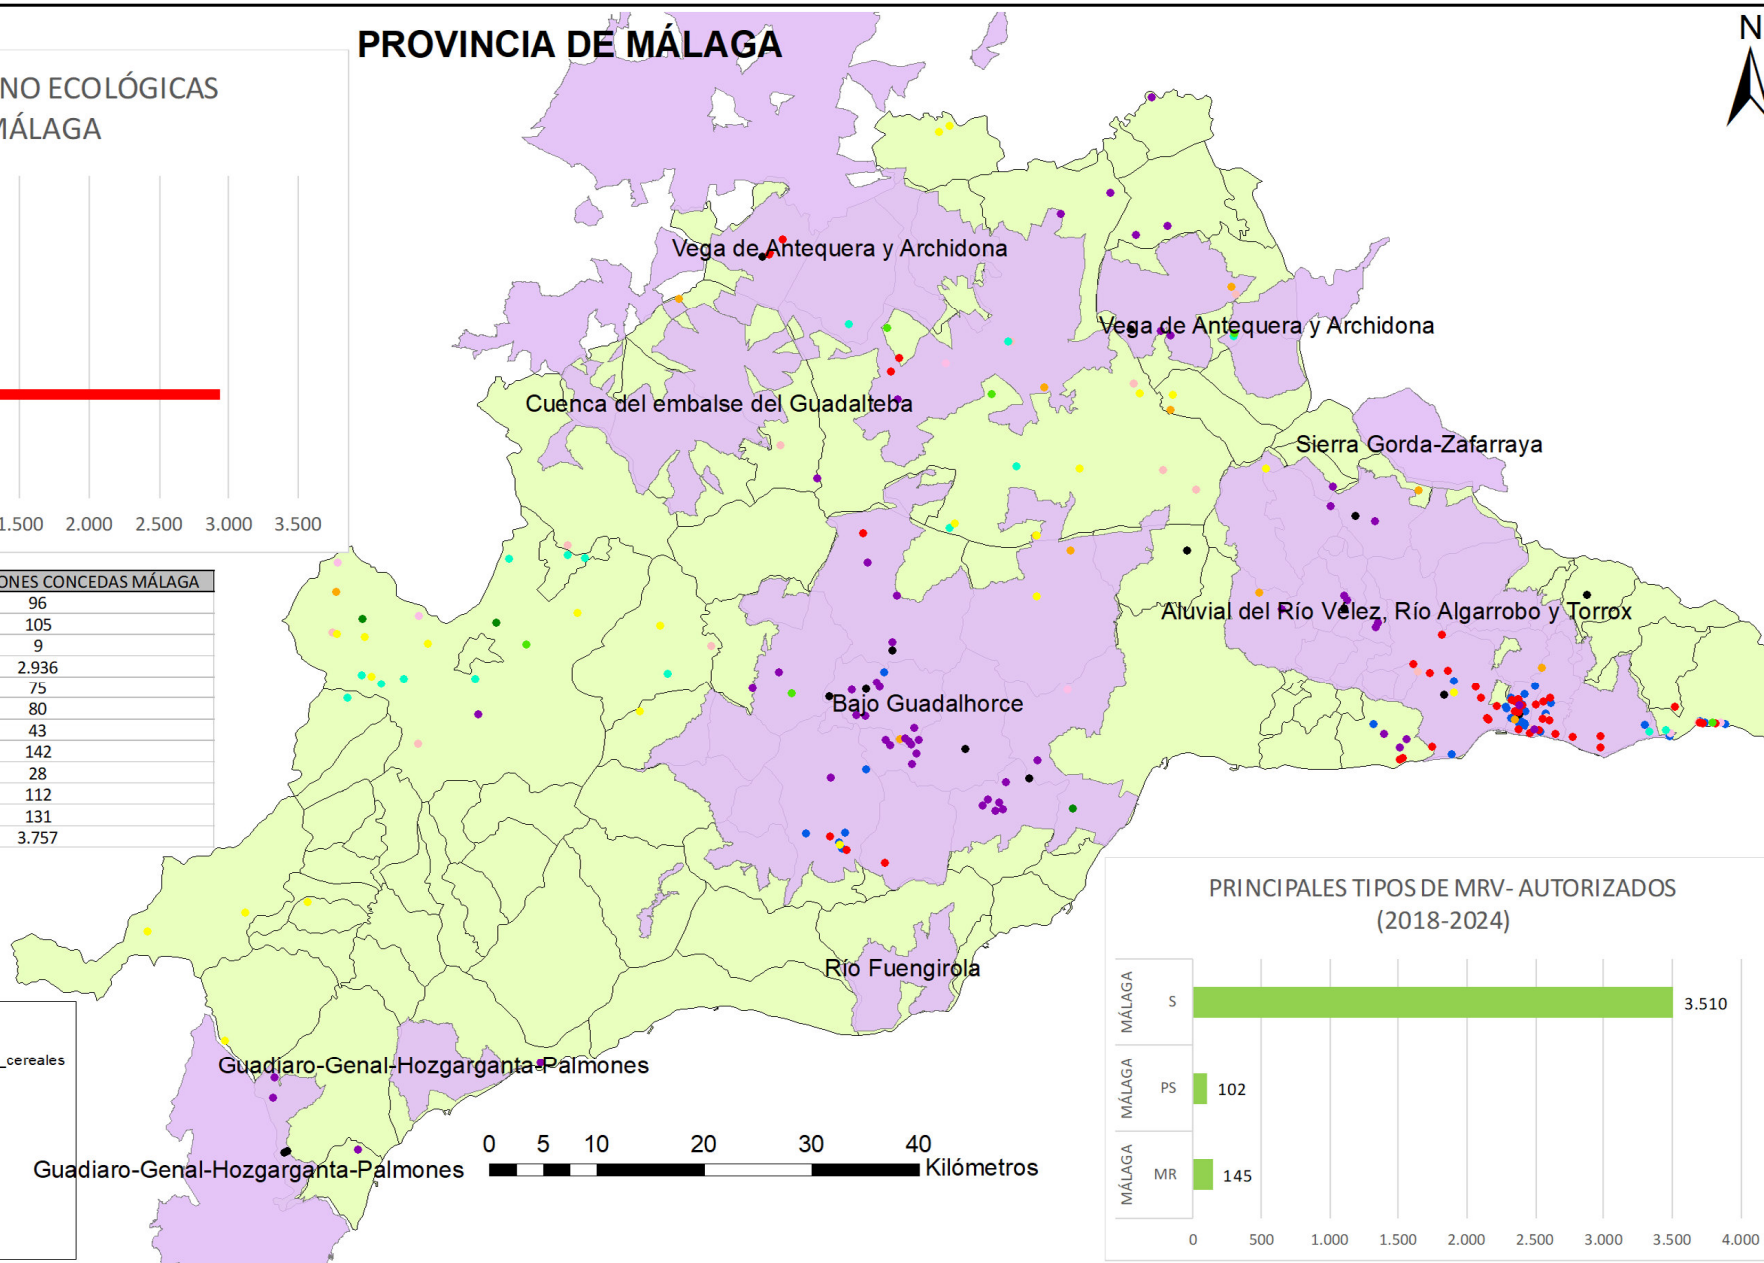 PROVINCIA DE MÁLAGA
N
NO ECOLÓGICAS
MÁLAGA
1.500 2.000 2.500 3.000 3.500
ONES CONCEDAS MÁLAGA
96
105
9
2.936
75
80
43
142
28
112
131
3.757
_cereales
Vega de Antequera y Archidona
Vega de Antequera y Archidona
Cuenca del embalse del Guadalteba
Sierra Gorda-Zafarraya
Aluvial del Río Vélez, Río Algarrobo y Torrox
Bajo Guadalhorce
Río Fuengirola
Guadiaro-Genal-Hozgarganta-Palmones
Guadiaro-Genal-Hozgarganta-Palmones
0 5 10 20 30 40
Kilómetros
PRINCIPALES TIPOS DE MRV- AUTORIZADOS
(2018-2024)
MÁLAGA S 3.510
MÁLAGA PS 102
MÁLAGA MR 145
0 500 1.000 1.500 2.000 2.500 3.000 3.500 4.000